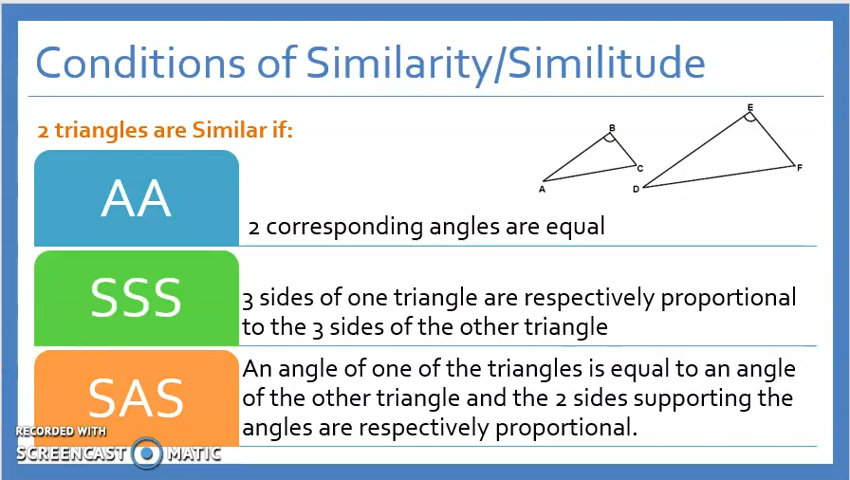 Conditions of Similarity/Similitude
2 triangles are Similar if:
B
A
C
E
D
F
AA
2 corresponding angles are equal
SSS
3 sides of one triangle are respectively proportional
to the 3 sides of the other triangle
SAS
An angle of one of the triangles is equal to an angle
of the other triangle and the 2 sides supporting the
angles are respectively proportional.
RECORDED WITH
SCREENCAST MATIC